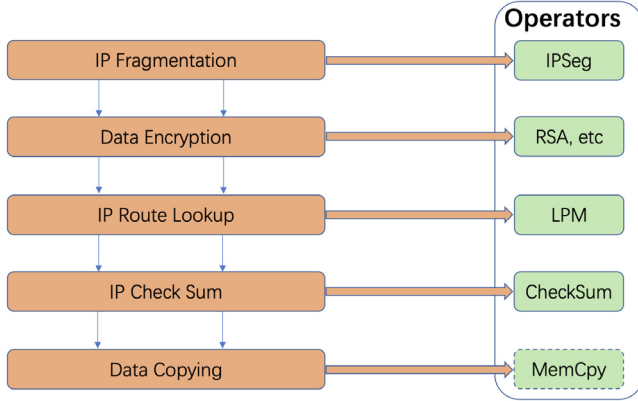 Operators
IP Fragmentation
IPSeg
Data Encryption
RSA, etc
IP Route Lookup
LPM
IP Check Sum
CheckSum
Data Copying
MemCpy